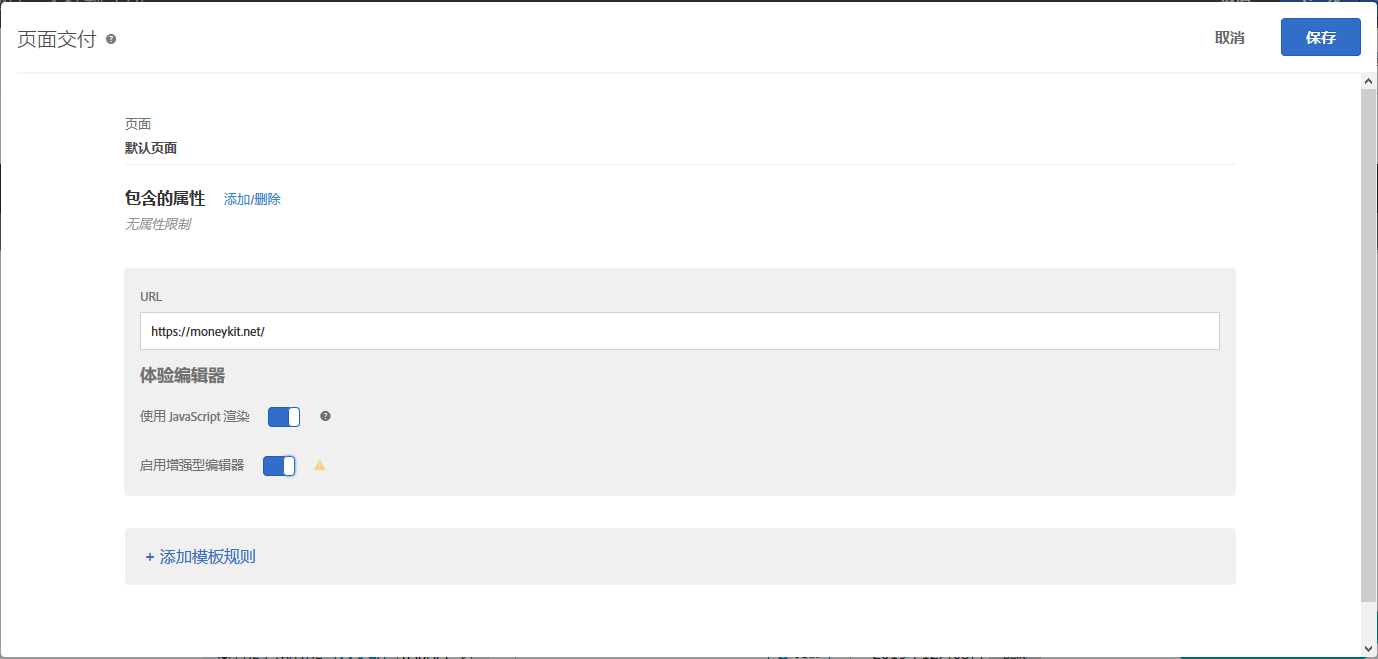 页面交付
取消
保存
页面
默认页面
包含的属性 添加/删除
无属性限制
URL
https://moneykit.net/
体验编辑器
使用 JavaScript 渲染
启用增强型编辑器
+ 添加模板规则